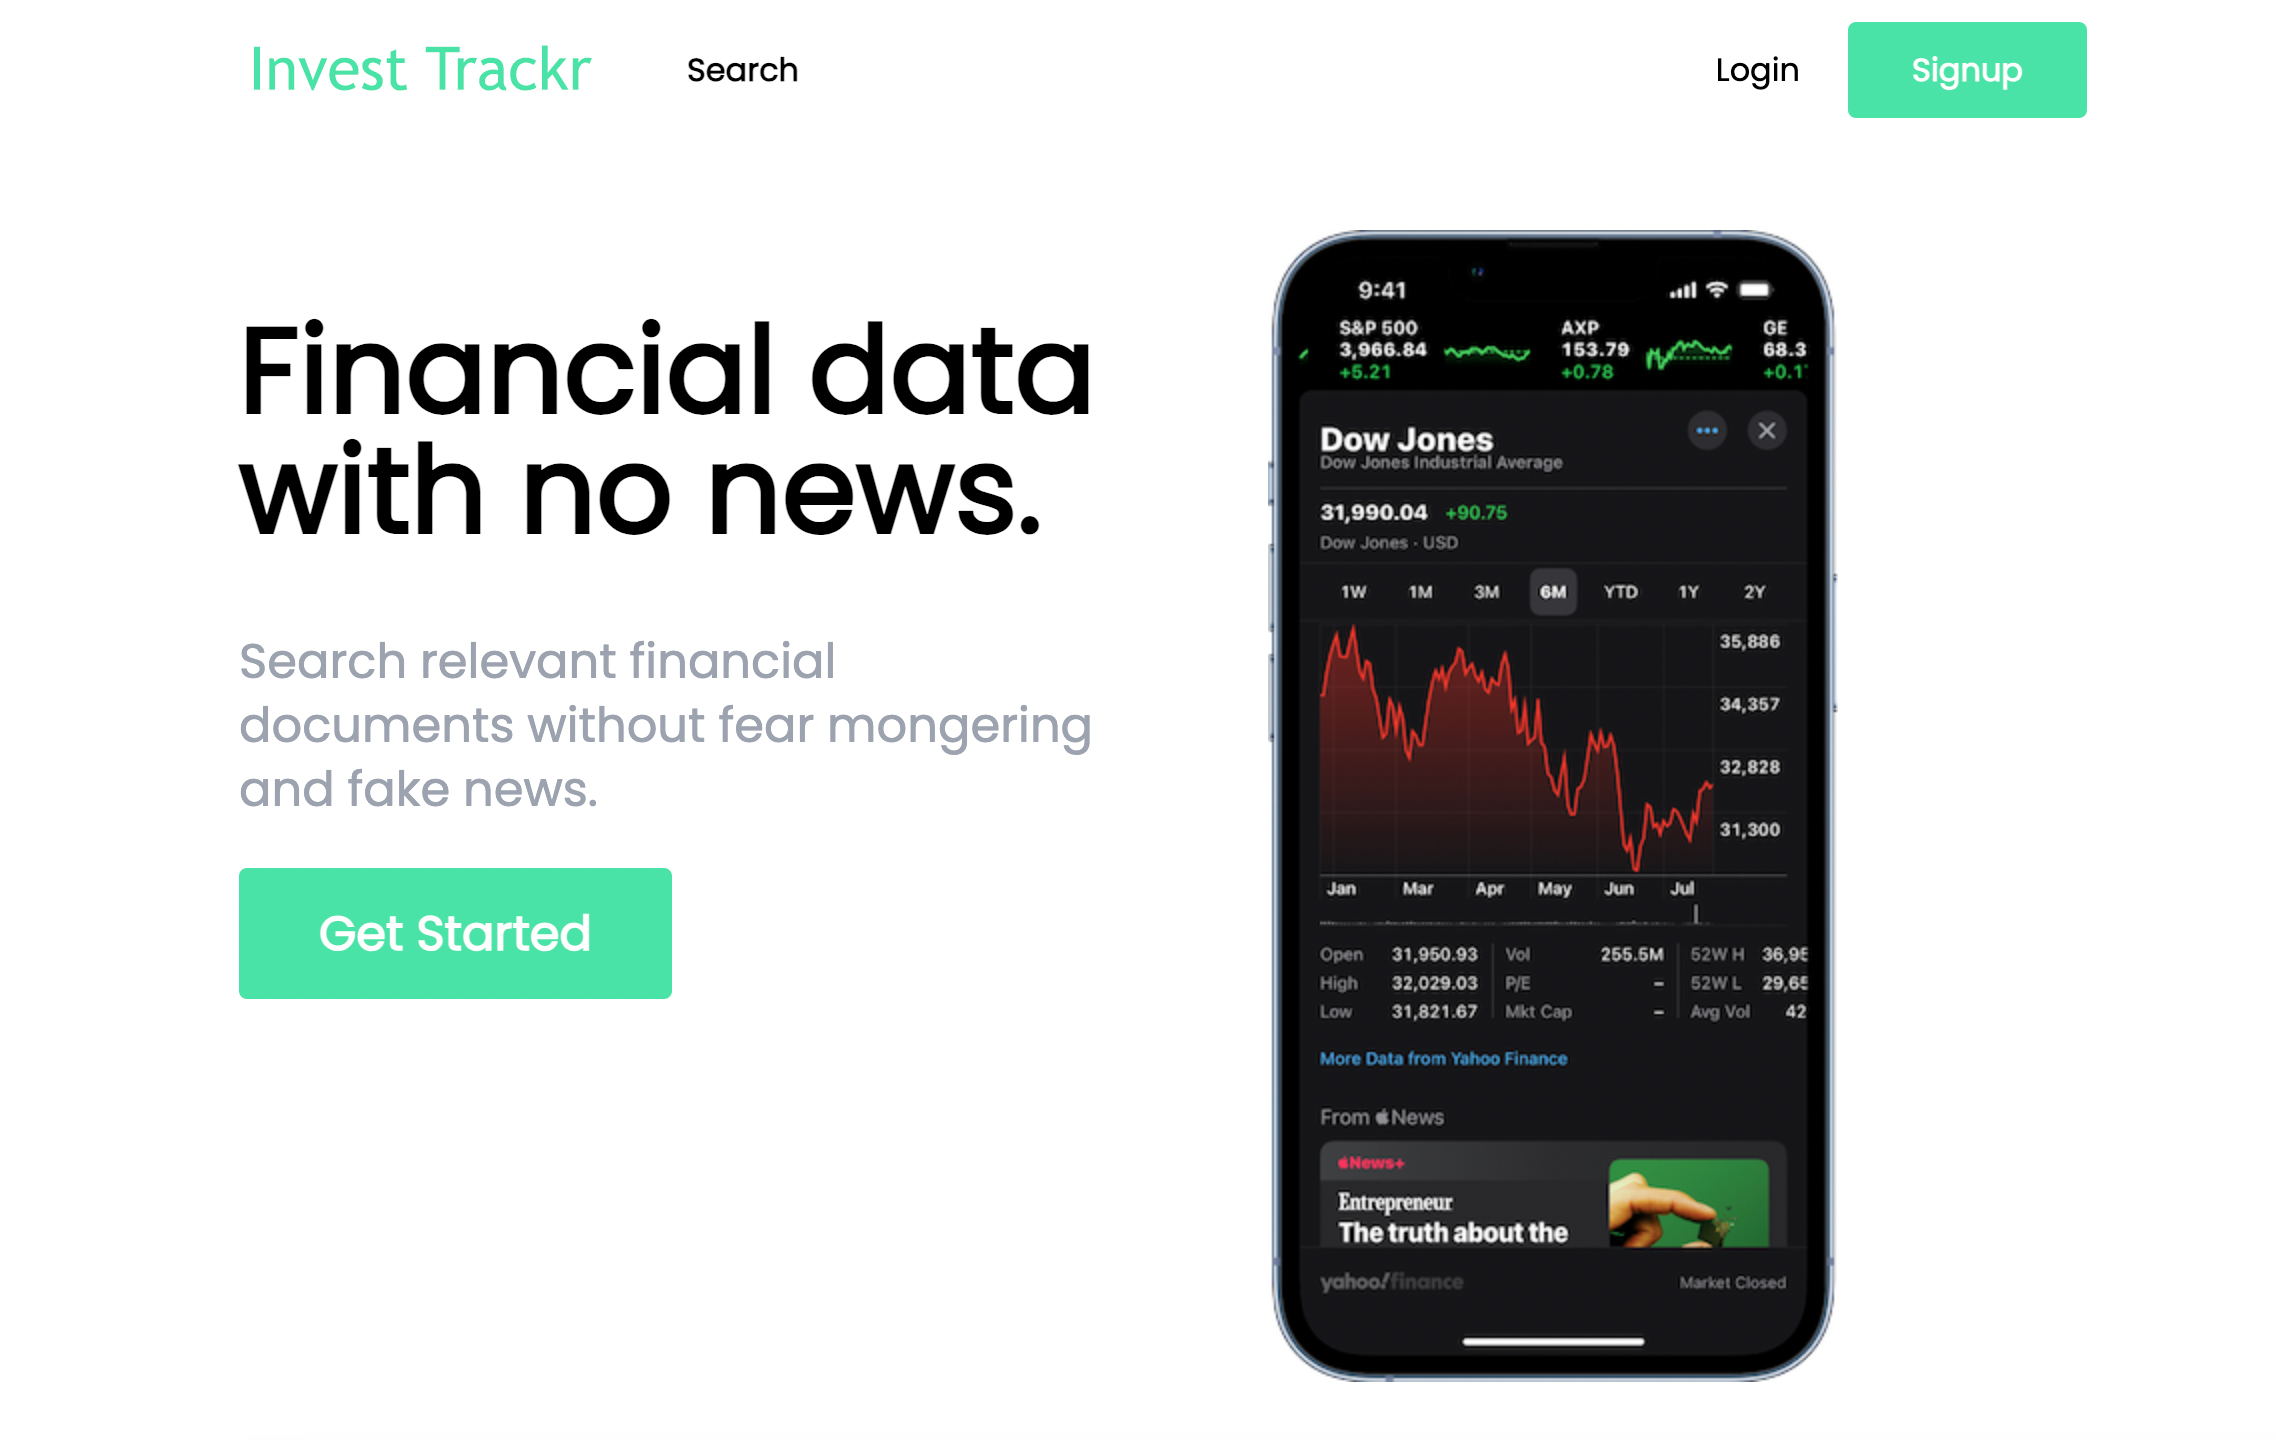 Invest Trackr
Search
Login
Signup
Financial data
with no news.
Search relevant financial
documents without fear mongering
and fake news.
Get Started
9:41
S&P 500
3,966.84
+5.21
AXP
153.79
+0.78
GE
68.3
+0.1
Dow Jones
Dow Jones Industrial Average
31,990.04 +90.75
Dow Jones · USD
1W 1M 3M 6M YTD 1Y 2Y
35,886
34,357
32,828
31,300
Jan Mar Apr May Jun Jul
Open 31,950.93 Vol 255.5M 52W H 36,95
High 32,029.03 P/E – 52W L 29,65
Low 31,821.67 Mkt Cap – Avg Vol 42
More Data from Yahoo Finance
From News
News+
Entrepreneur
The truth about the
yahoo!finance
Market Closed